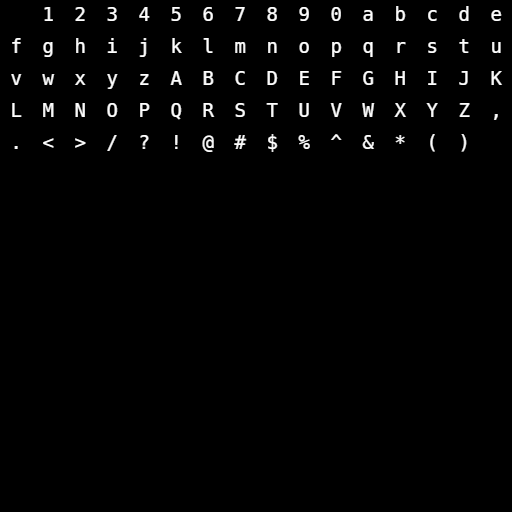 1 2 3 4 5 6 7 8 9 0 a b c d e
f g h i j k l m n o p q r s t u
v w x y z A B C D E F G H I J K
L M N O P Q R S T U V W X Y Z ,
. < > / ? ! @ # $ % ^ & * ( )